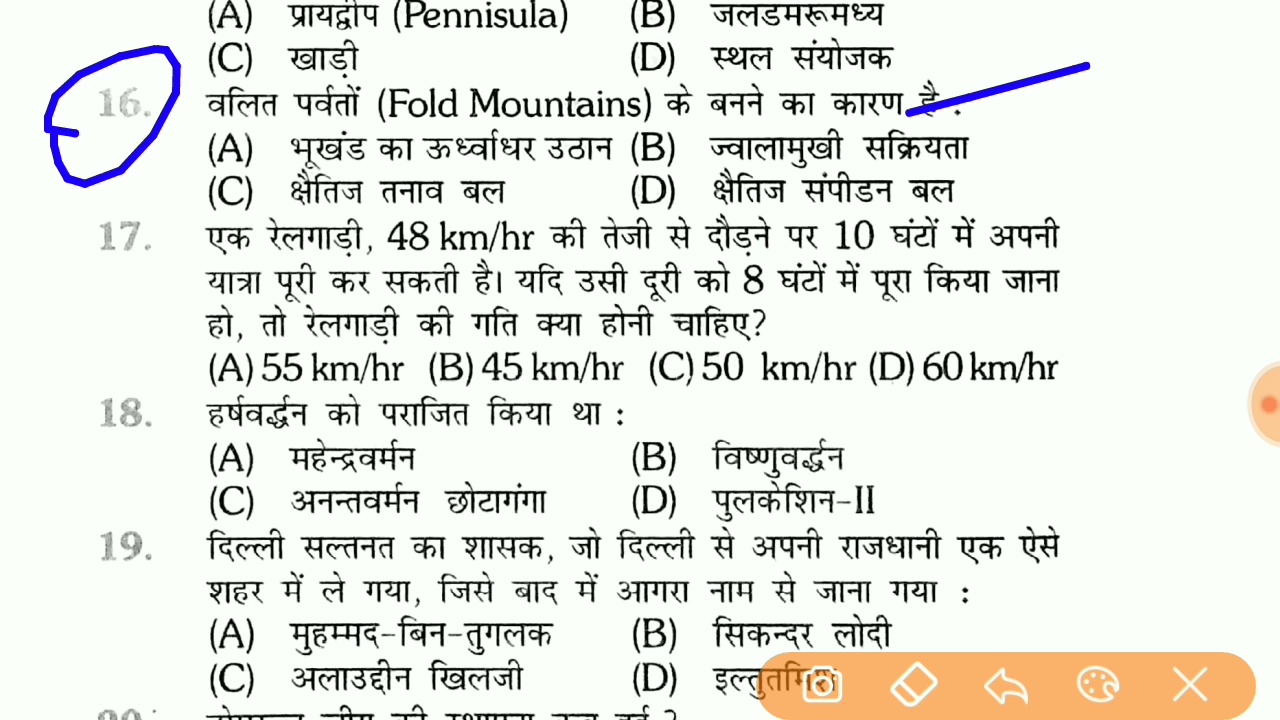 (A) प्रायद्वीप (Pennisula) (B) जलडमरूमध्य
(C) खाड़ी (D) स्थल संयोजक
16. वलित पर्वतों (Fold Mountains) के बनने का कारण है :
(A) भूखंड का ऊर्ध्वाधर उठान (B) ज्वालामुखी सक्रियता
(C) क्षैतिज तनाव बल (D) क्षैतिज संपीडन बल
17. एक रेलगाड़ी, 48 km/hr की तेजी से दौड़ने पर 10 घंटों में अपनी
यात्रा पूरी कर सकती है। यदि उसी दूरी को 8 घंटों में पूरा किया जाना
हो, तो रेलगाड़ी की गति क्या होनी चाहिए?
(A) 55 km/hr (B) 45 km/hr (C) 50 km/hr (D) 60 km/hr
18. हर्षवर्द्धन को पराजित किया था :
(A) महेन्द्रवर्मन (B) विष्णुवर्द्धन
(C) अनन्तवर्मन छोटागंगा (D) पुलकेशिन-II
19. दिल्ली सल्तनत का शासक, जो दिल्ली से अपनी राजधानी एक ऐसे
शहर में ले गया, जिसे बाद में आगरा नाम से जाना गया :
(A) मुहम्मद-बिन-तुगलक (B) सिकन्दर लोदी
(C) अलाउद्दीन खिलजी (D) इल्तुतमिश